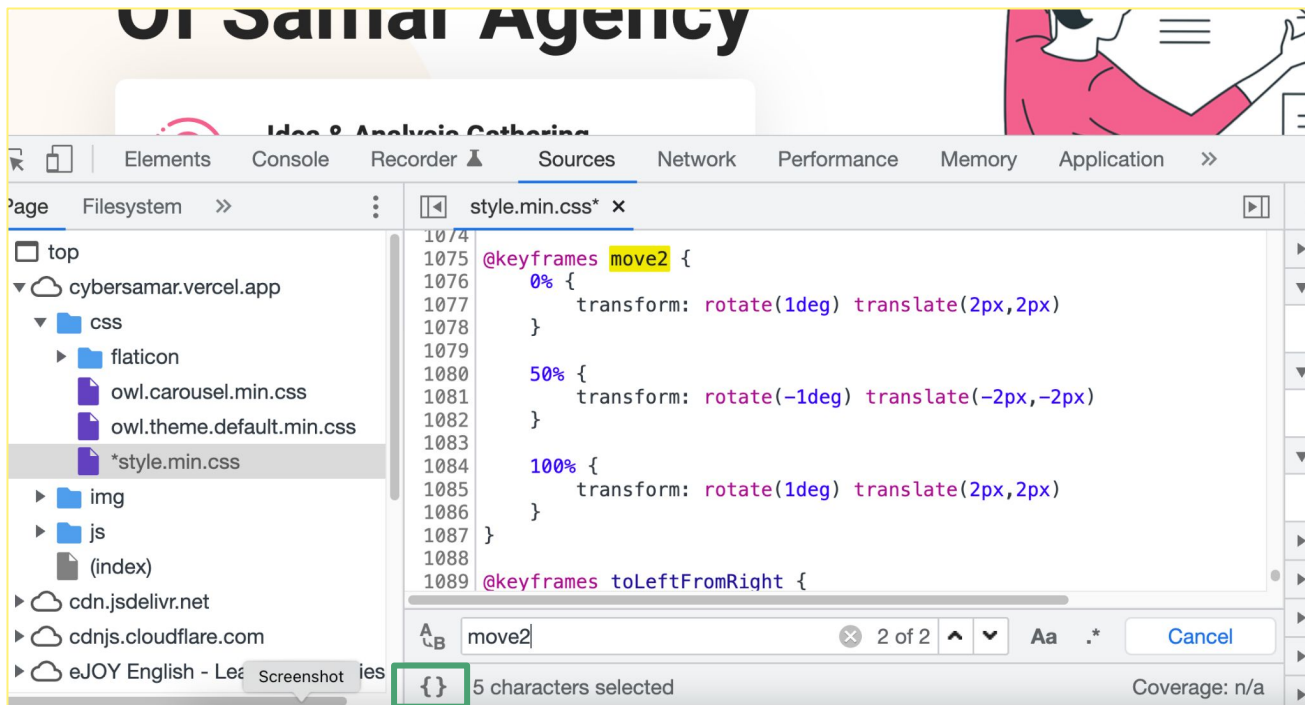 Of Samar Agency
Idea & Analysis Gathering
Elements Console Recorder Sources Network Performance Memory Application »
Page Filesystem »
style.min.css* ×
top
cybersamar.vercel.app
css
flaticon
owl.carousel.min.css
owl.theme.default.min.css
*style.min.css
img
js
(index)
cdn.jsdelivr.net
cdnjs.cloudflare.com
eJOY English - Lea
ies
Screenshot
1074
1075 @keyframes move2 {
1076 0% {
1077 transform: rotate(1deg) translate(2px,2px)
1078 }
1079
1080 50% {
1081 transform: rotate(-1deg) translate(-2px,-2px)
1082 }
1083
1084 100% {
1085 transform: rotate(1deg) translate(2px,2px)
1086 }
1087 }
1088
1089 @keyframes toLeftFromRight {
A B move2 2 of 2 Aa .* Cancel
{} 5 characters selected Coverage: n/a